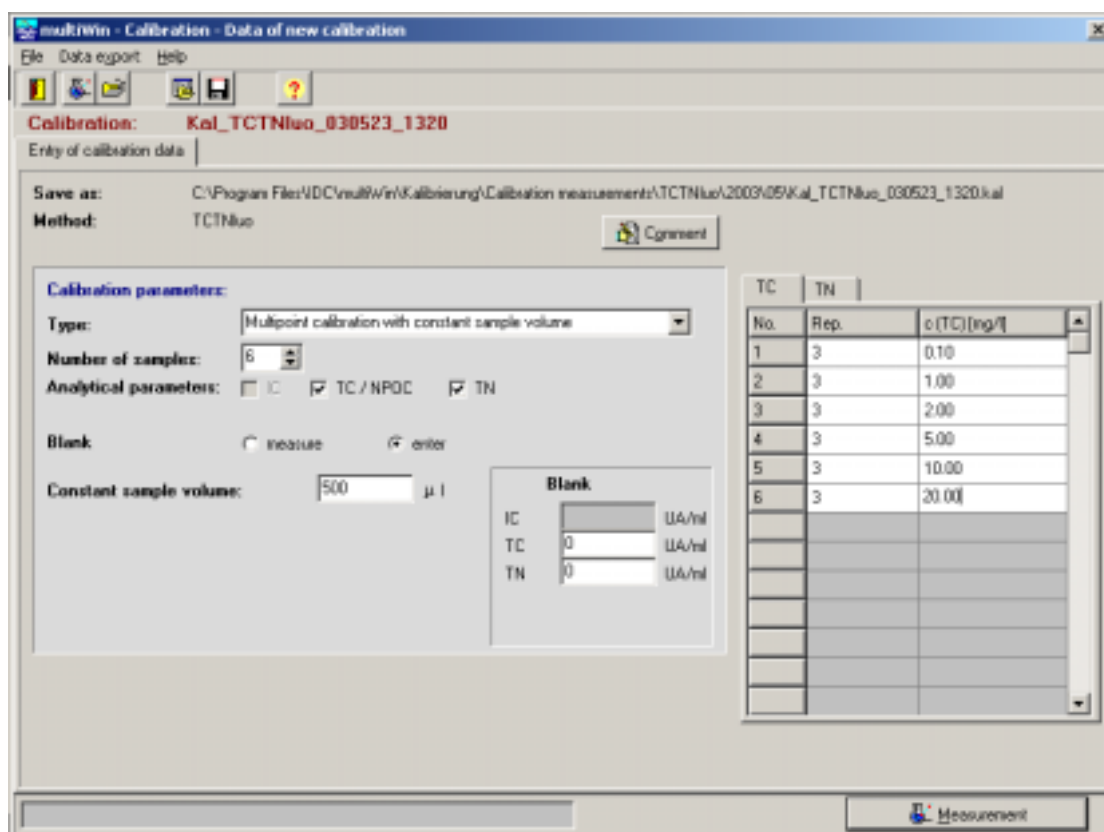 multiWin - Calibration - Data of new calibration
File Data export Help
Calibration: Kal_TCTNluo_030523_1320
Entry of calibration data
Save as: C:\Program Files\IDC\multiWin\Kalibrierung\Calibration measurements\TCTNluo\2003\05\Kal_TCTNluo_030523_1320.kal
Method: TCTNluo
Comment
Calibration parameters:
Type: Multipoint calibration with constant sample volume
Number of samples: 6
Analytical parameters: IC TC / NPOC TN
Blank measure enter
Constant sample volume: 500 µ l
Blank
IC UA/ml
TC 0 UA/ml
TN 0 UA/ml
TC TN
No. Rep. c (TC) [mg/l]
1 3 0.10
2 3 1.00
3 3 2.00
4 3 5.00
5 3 10.00
6 3 20.00
Measurement